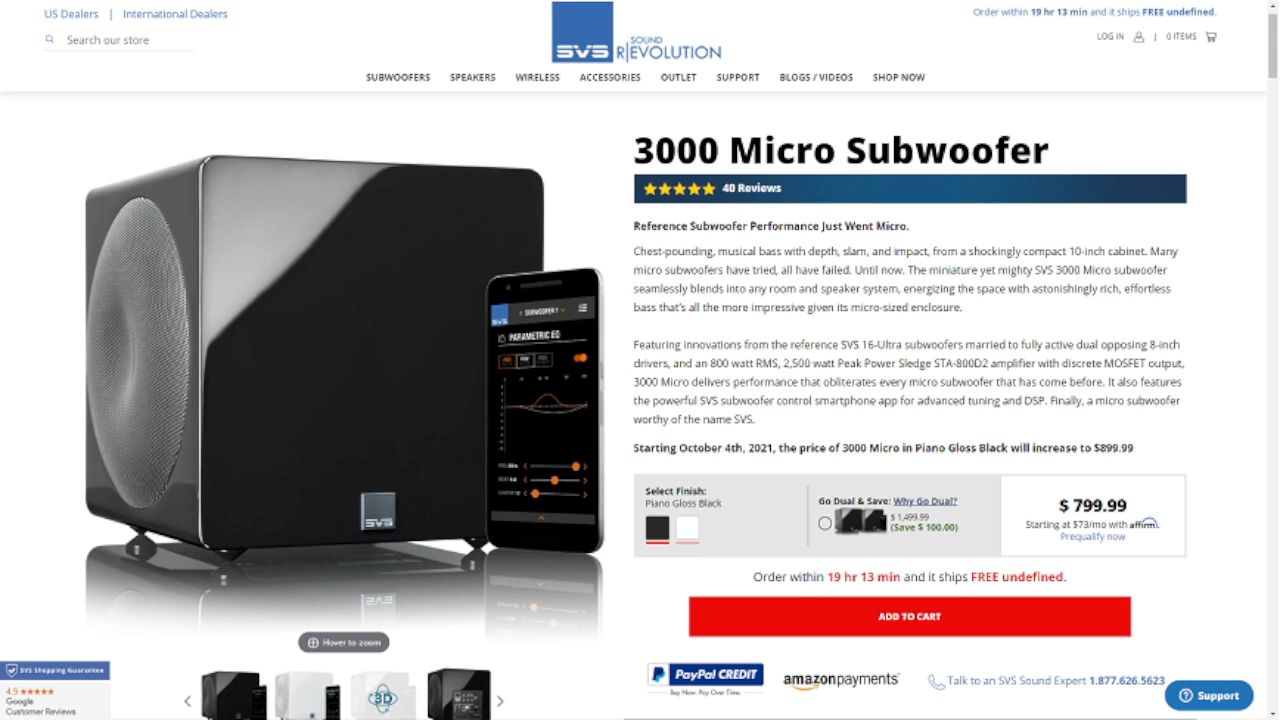 US Dealers | International Dealers
Order within 19 hr 13 min and it ships FREE undefined.
Search our store
SVS SOUND R|EVOLUTION
LOG IN | 0 ITEMS
SUBWOOFERS SPEAKERS WIRELESS ACCESSORIES OUTLET SUPPORT BLOGS / VIDEOS SHOP NOW
3000 Micro Subwoofer
40 Reviews
Reference Subwoofer Performance Just Went Micro.
Chest-pounding, musical bass with depth, slam, and impact, from a shockingly compact 10-inch cabinet. Many
micro subwoofers have tried, all have failed. Until now. The miniature yet mighty SVS 3000 Micro subwoofer
seamlessly blends into any room and speaker system, energizing the space with astonishingly rich, effortless
bass that's all the more impressive given its micro-sized enclosure.
Featuring innovations from the reference SVS 16-Ultra subwoofers married to fully active dual opposing 8-inch
drivers, and an 800 watt RMS, 2,500 watt Peak Power Sledge STA-800D2 amplifier with discrete MOSFET output,
3000 Micro delivers performance that obliterates every micro subwoofer that has come before. It also features
the powerful SVS subwoofer control smartphone app for advanced tuning and DSP. Finally, a micro subwoofer
worthy of the name SVS.
Starting October 4th, 2021, the price of 3000 Micro in Piano Gloss Black will increase to $899.99
SVS
SUBWOOFER 1
PARAMETRIC EQ
SVS
Select Finish:
Piano Gloss Black
Go Dual & Save: Why Go Dual?
$ 1,499.99
(Save $ 100.00)
$ 799.99
Starting at $73/mo with affirm.
Prequalify now
Order within 19 hr 13 min and it ships FREE undefined.
ADD TO CART
Hover to zoom
3D
PayPal CREDIT
Buy Now. Pay Over Time.
amazonpayments
Talk to an SVS Sound Expert 1.877.626.5623
Support
SVS Shopping Guarantee
4.9
Google
Customer Reviews